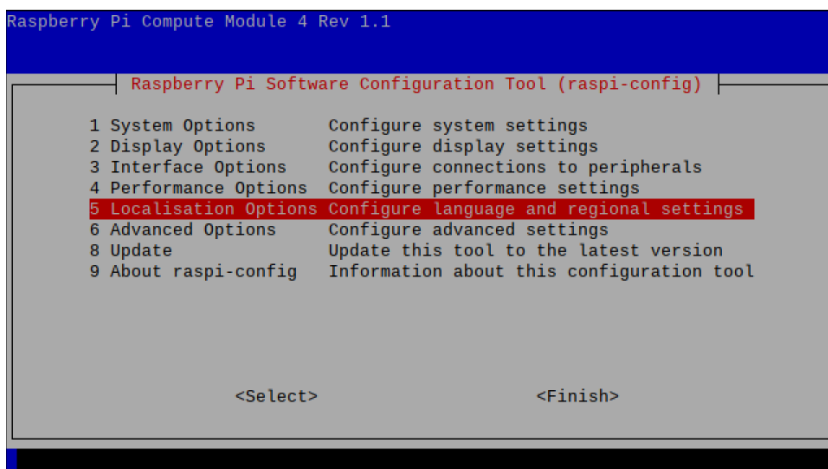 Raspberry Pi Compute Module 4 Rev 1.1
Raspberry Pi Software Configuration Tool (raspi-config)
1 System Options Configure system settings
2 Display Options Configure display settings
3 Interface Options Configure connections to peripherals
4 Performance Options Configure performance settings
5 Localisation Options Configure language and regional settings
6 Advanced Options Configure advanced settings
8 Update Update this tool to the latest version
9 About raspi-config Information about this configuration tool
<Select> <Finish>